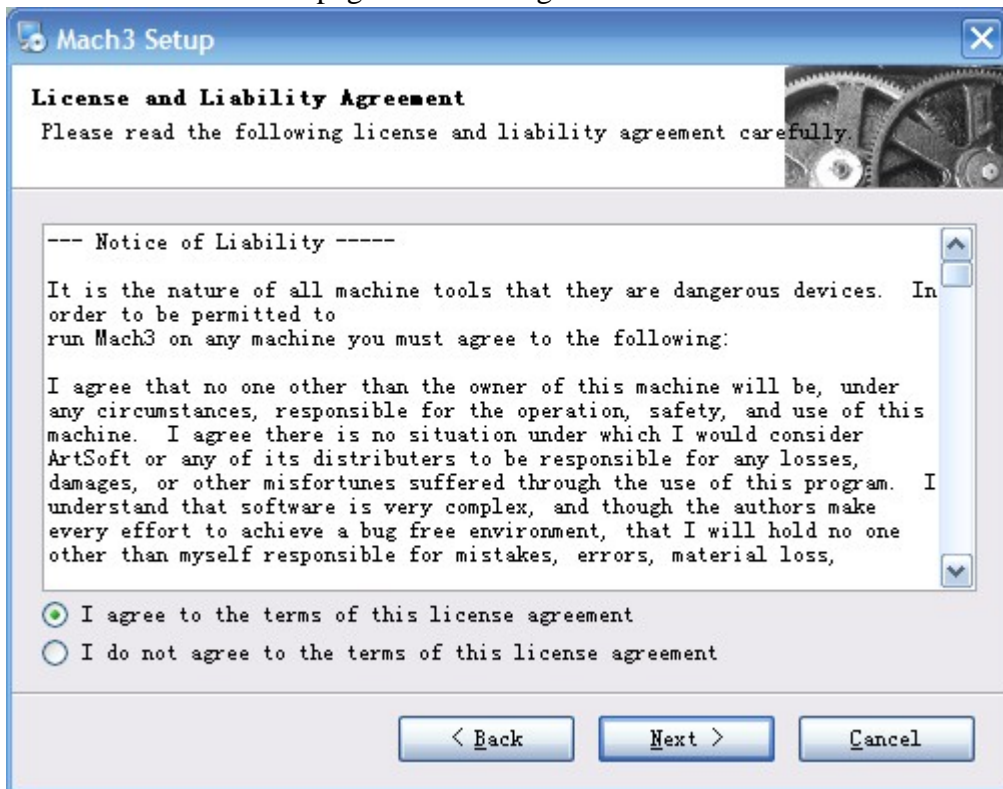 Mach3 Setup
License and Liability Agreement
Please read the following license and liability agreement carefully.
--- Notice of Liability -----
It is the nature of all machine tools that they are dangerous devices.  In
order to be permitted to
run Mach3 on any machine you must agree to the following:
I agree that no one other than the owner of this machine will be, under
any circumstances, responsible for the operation, safety, and use of this
machine.  I agree there is no situation under which I would consider
ArtSoft or any of its distributers to be responsible for any losses,
damages, or other misfortunes suffered through the use of this program.  I
understand that software is very complex, and though the authors make
every effort to achieve a bug free environment, that I will hold no one
other than myself responsible for mistakes, errors, material loss,
I agree to the terms of this license agreement
I do not agree to the terms of this license agreement
< Back
Next >
Cancel